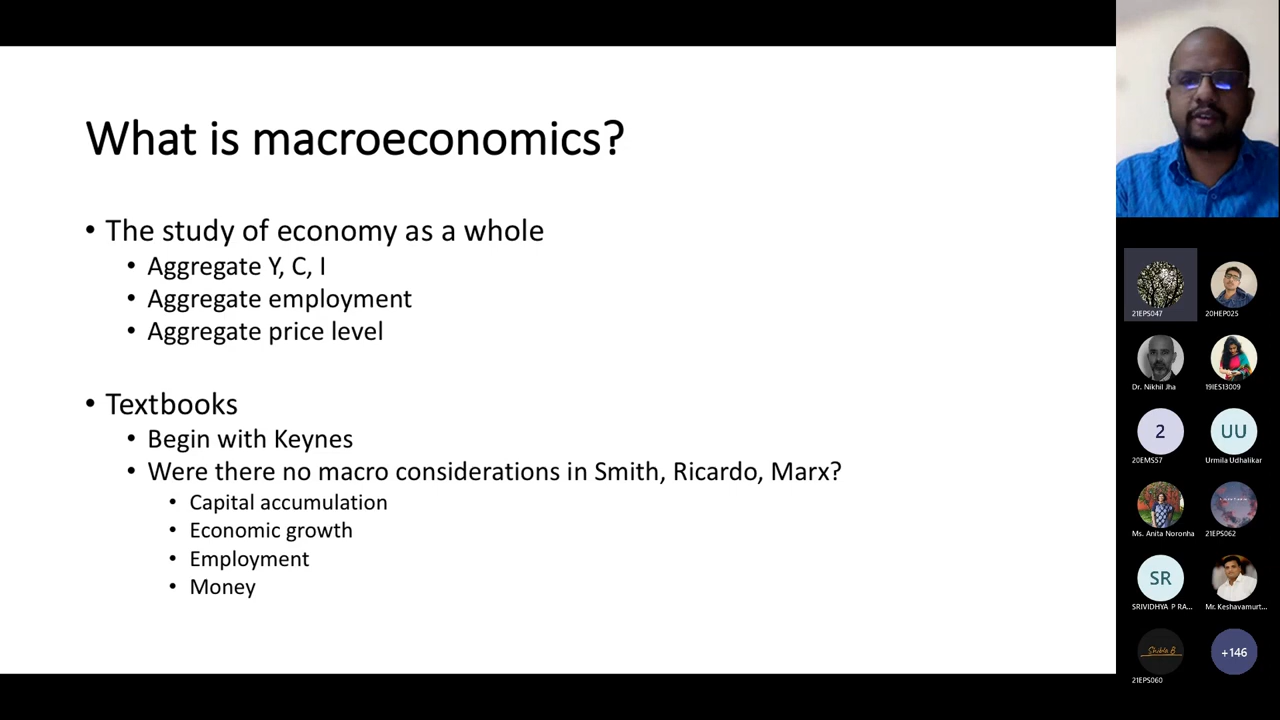 What is macroeconomics?
• The study of economy as a whole
• Aggregate Y, C, I
• Aggregate employment
• Aggregate price level
• Textbooks
• Begin with Keynes
• Were there no macro considerations in Smith, Ricardo, Marx?
• Capital accumulation
• Economic growth
• Employment
• Money
21EPS047
20HEP025
Dr. Nikhil Jha
19IES13009
2
UU
20EMS57
Urmila Udhalikar
Ms. Anita Noronha
21EPS062
SR
SRIVIDHYA P RA...
Mr. Keshavamurt...
Shibla B
+146
21EPS060